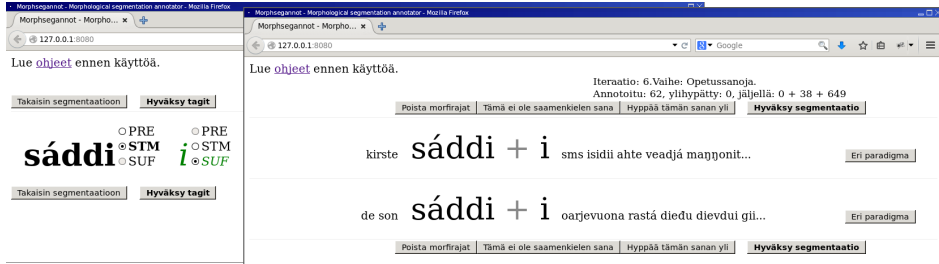 Morphsegannot - Morphological segmentation annotator - Mozilla Firefox
Morphsegannot - Morpho...
127.0.0.1:8080
Lue ohjeet ennen käyttöä.
Takaisin segmentaatioon Hyväksy tagit
sáddi PRE STM SUF i PRE STM SUF
Takaisin segmentaatioon Hyväksy tagit
Morphsegannot - Morphological segmentation annotator - Mozilla Firefox
Morphsegannot - Morpho...
127.0.0.1:8080 Google
Lue ohjeet ennen käyttöä.
Iteraatio: 6.Vaihe: Opetussanoja.
Annotoitu: 62, ylihypätty: 0, jäljellä: 0 + 38 + 649
Poista morfirajat Tämä ei ole saamenkielen sana Hyppää tämän sanan yli Hyväksy segmentaatio
kirste sáddi + i sms isidii ahte veadjá maŋŋonit... Eri paradigma
de son sáddi + i oarjevuona rastá dieđu dievdui gii... Eri paradigma
Poista morfirajat Tämä ei ole saamenkielen sana Hyppää tämän sanan yli Hyväksy segmentaatio